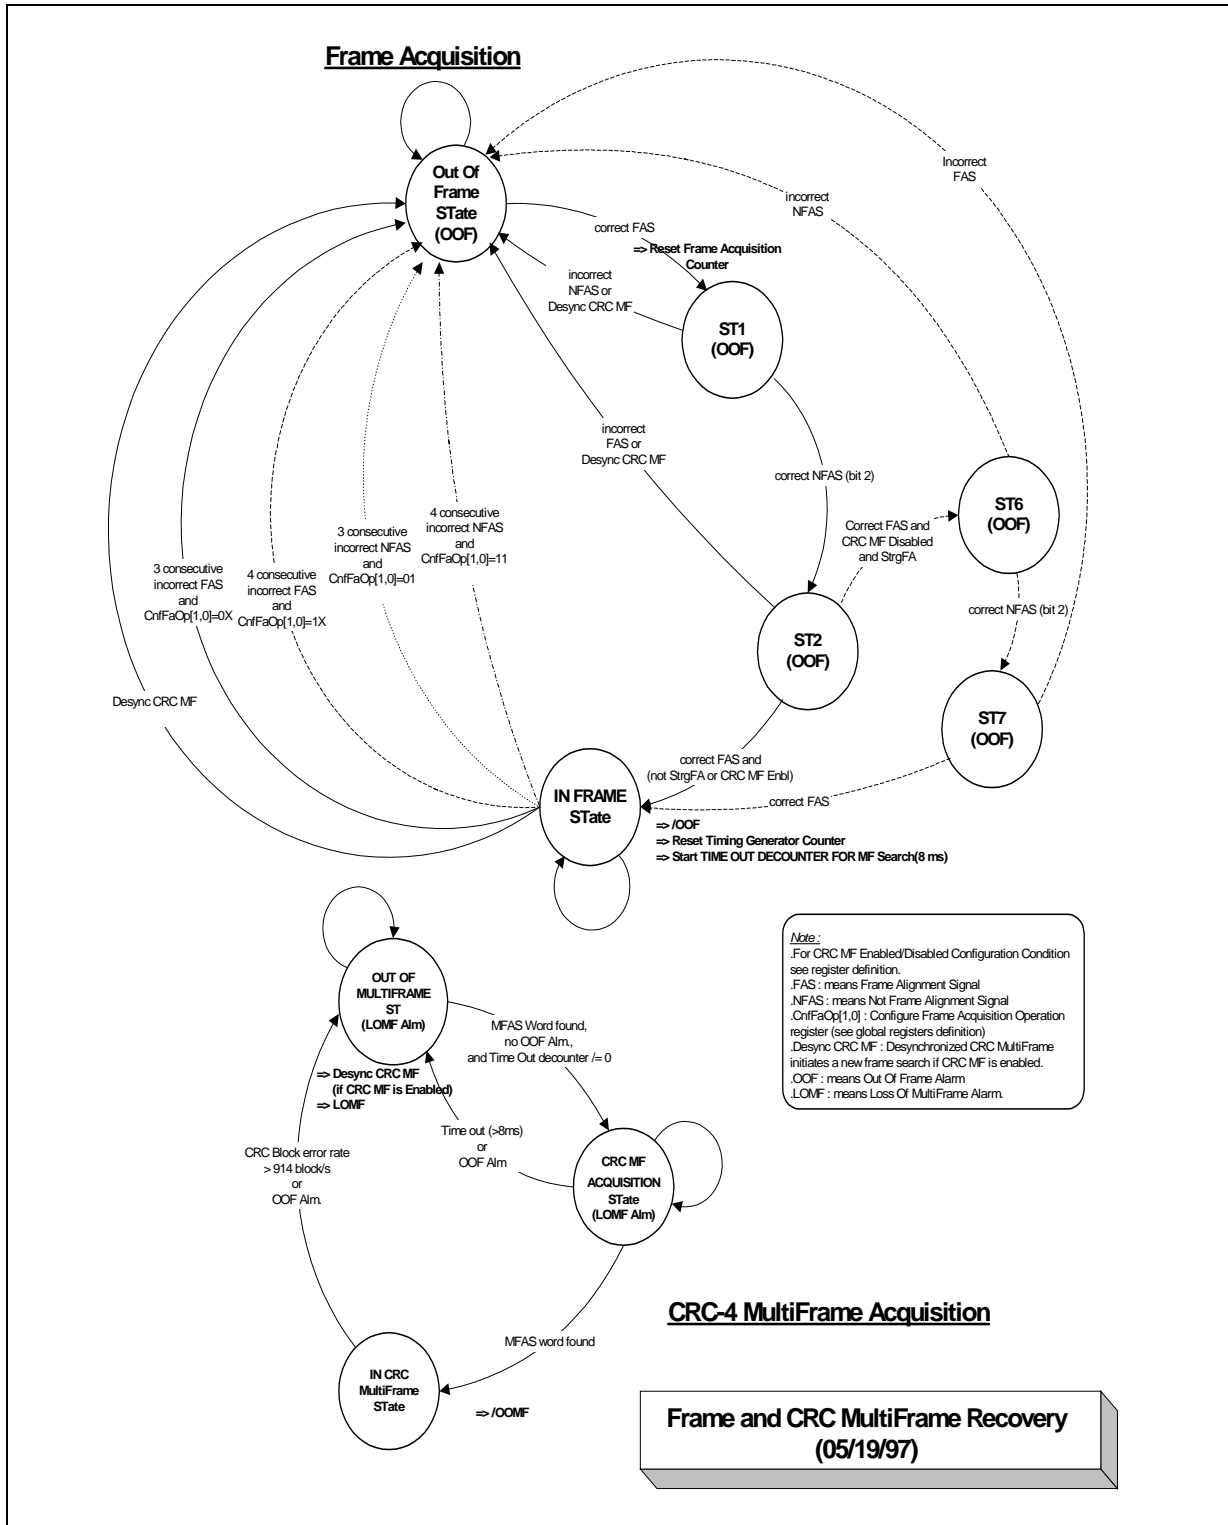 Frame Acquisition
Out Of
Frame
STate
(OOF)
Incorrect
FAS
incorrect
NFAS
correct FAS
=> Reset Frame Acquisition
Counter
incorrect
NFAS or
Desync CRC MF
ST1
(OOF)
incorrect
FAS or
Desync CRC MF
correct NFAS (bit 2)
ST6
(OOF)
Correct FAS and
CRC MF Disabled
and StrgFA
4 consecutive
incorrect NFAS
and
CnfFaOp[1,0]=11
3 consecutive
incorrect NFAS
and
CnfFaOp[1,0]=01
3 consecutive
incorrect FAS
and
CnfFaOp[1,0]=0X
4 consecutive
incorrect FAS
and
CnfFaOp[1,0]=1X
correct NFAS (bit 2)
ST2
(OOF)
Desync CRC MF
ST7
(OOF)
correct FAS and
(not StrgFA or CRC MF Enbl)
IN FRAME
STate
correct FAS
=> /OOF
=> Reset Timing Generator Counter
=> Start TIME OUT DECOUNTER FOR MF Search(8 ms)
OUT OF
MULTIFRAME
ST
(LOMF Alm)
MFAS Word found,
no OOF Alm.,
and Time Out decounter /= 0
=> Desync CRC MF
(if CRC MF is Enabled)
=> LOMF
Note :
.For CRC MF Enabled/Disabled Configuration Condition
see register definition.
.FAS : means Frame Alignment Signal
.NFAS : means Not Frame Alignment Signal
.CnfFaOp[1,0] : Configure Frame Acquisition Operation
register (see global registers definition)
.Desync CRC MF : Desynchronized CRC MultiFrame
initiates a new frame search if CRC MF is enabled.
.OOF : means Out Of Frame Alarm
.LOMF : means Loss Of MultiFrame Alarm.
Time out (>8ms)
or
OOF Alm
CRC Block error rate
> 914 block/s
or
OOF Alm.
CRC MF
ACQUISITION
STate
(LOMF Alm)
CRC-4 MultiFrame Acquisition
MFAS word found
IN CRC
MultiFrame
STate
=> /OOMF
Frame and CRC MultiFrame Recovery
(05/19/97)